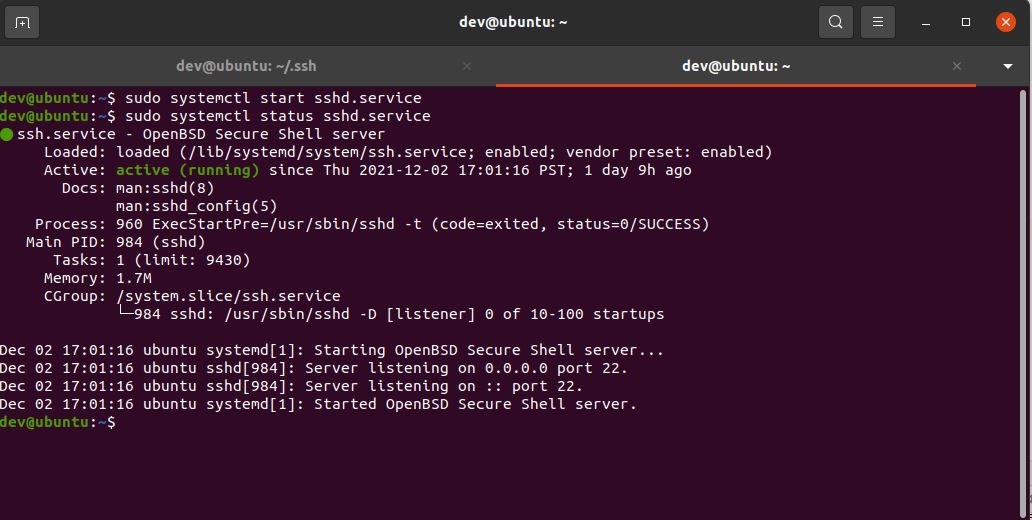 dev@ubuntu: ~
dev@ubuntu: ~/.ssh
dev@ubuntu: ~
dev@ubuntu:~$ sudo systemctl start sshd.service
dev@ubuntu:~$ sudo systemctl status sshd.service
● ssh.service - OpenBSD Secure Shell server
     Loaded: loaded (/lib/systemd/system/ssh.service; enabled; vendor preset: enabled)
     Active: active (running) since Thu 2021-12-02 17:01:16 PST; 1 day 9h ago
       Docs: man:sshd(8)
             man:sshd_config(5)
    Process: 960 ExecStartPre=/usr/sbin/sshd -t (code=exited, status=0/SUCCESS)
   Main PID: 984 (sshd)
      Tasks: 1 (limit: 9430)
     Memory: 1.7M
     CGroup: /system.slice/ssh.service
             └─984 sshd: /usr/sbin/sshd -D [listener] 0 of 10-100 startups
Dec 02 17:01:16 ubuntu systemd[1]: Starting OpenBSD Secure Shell server...
Dec 02 17:01:16 ubuntu sshd[984]: Server listening on 0.0.0.0 port 22.
Dec 02 17:01:16 ubuntu sshd[984]: Server listening on :: port 22.
Dec 02 17:01:16 ubuntu systemd[1]: Started OpenBSD Secure Shell server.
dev@ubuntu:~$